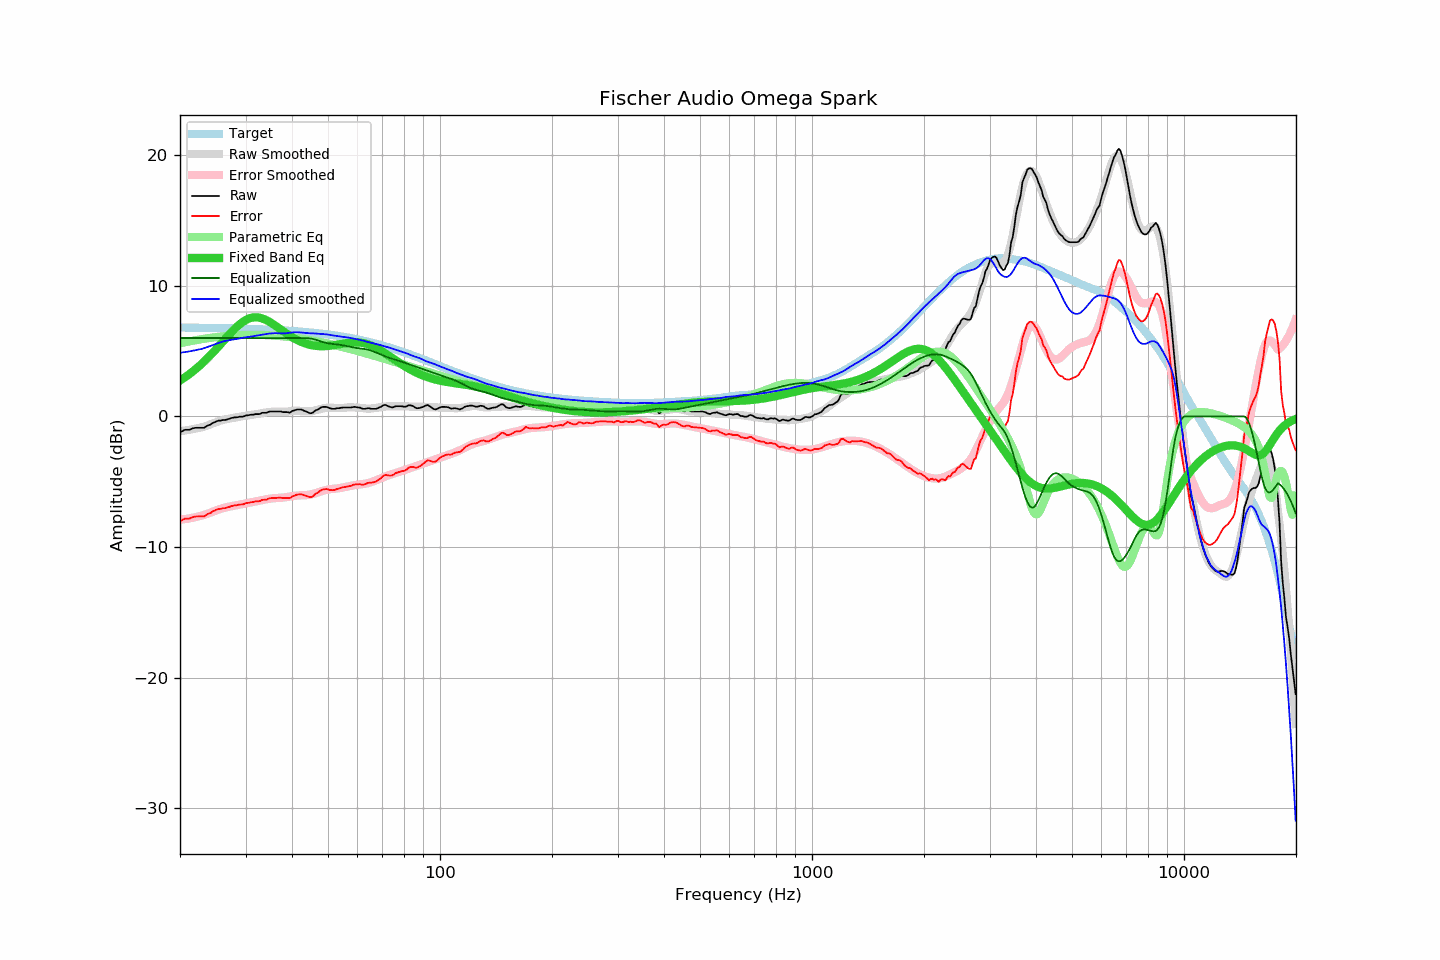 Fischer Audio Omega Spark
Target
Raw Smoothed
Error Smoothed
Raw
Error
Parametric Eq
Fixed Band Eq
Equalization
Equalized smoothed
20
10
0
−10
−20
−30
Amplitude (dBr)
100
1000
10000
Frequency (Hz)